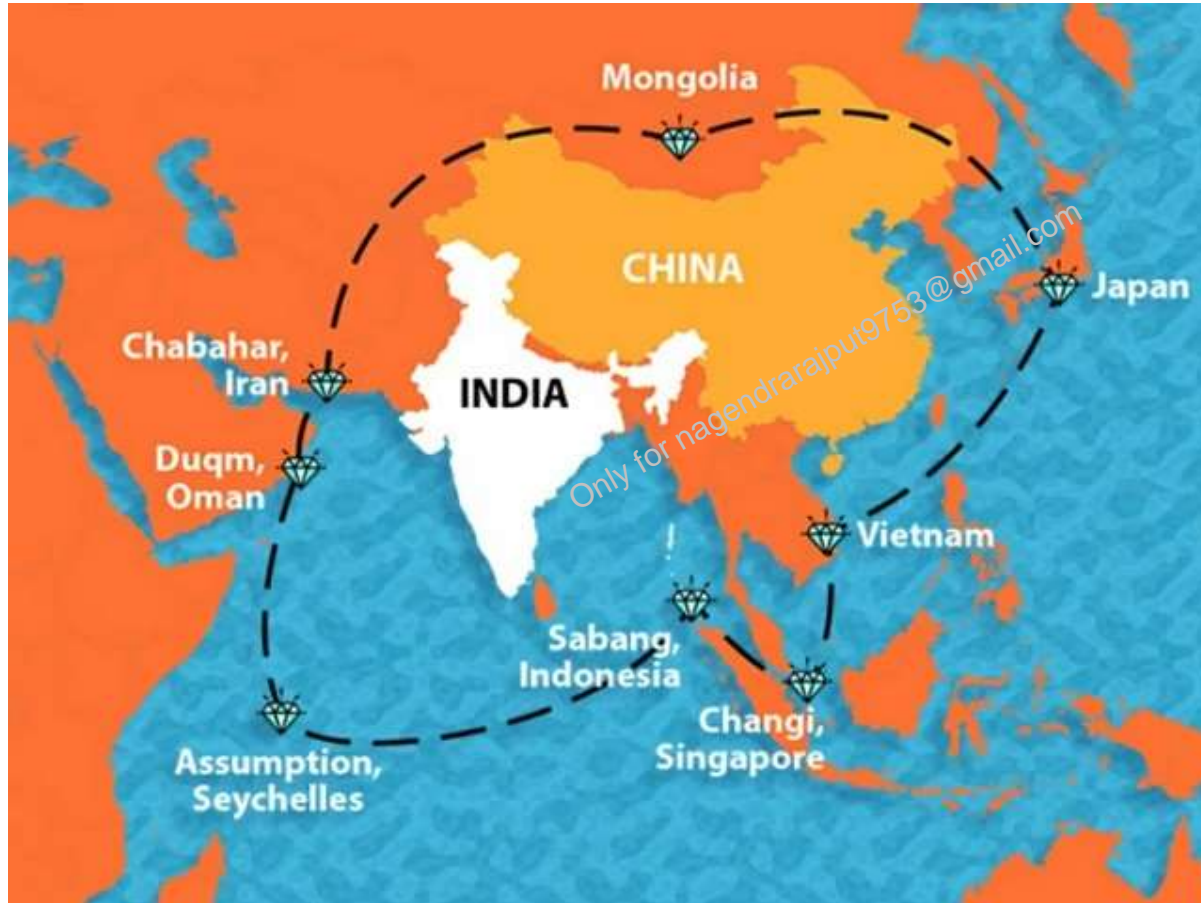 Mongolia
CHINA
Japan
Chabahar,
Iran
INDIA
Duqm,
Oman
Only for nagendrarajput9753@gmail.com
Vietnam
Sabang,
Indonesia
Changi,
Singapore
Assumption,
Seychelles